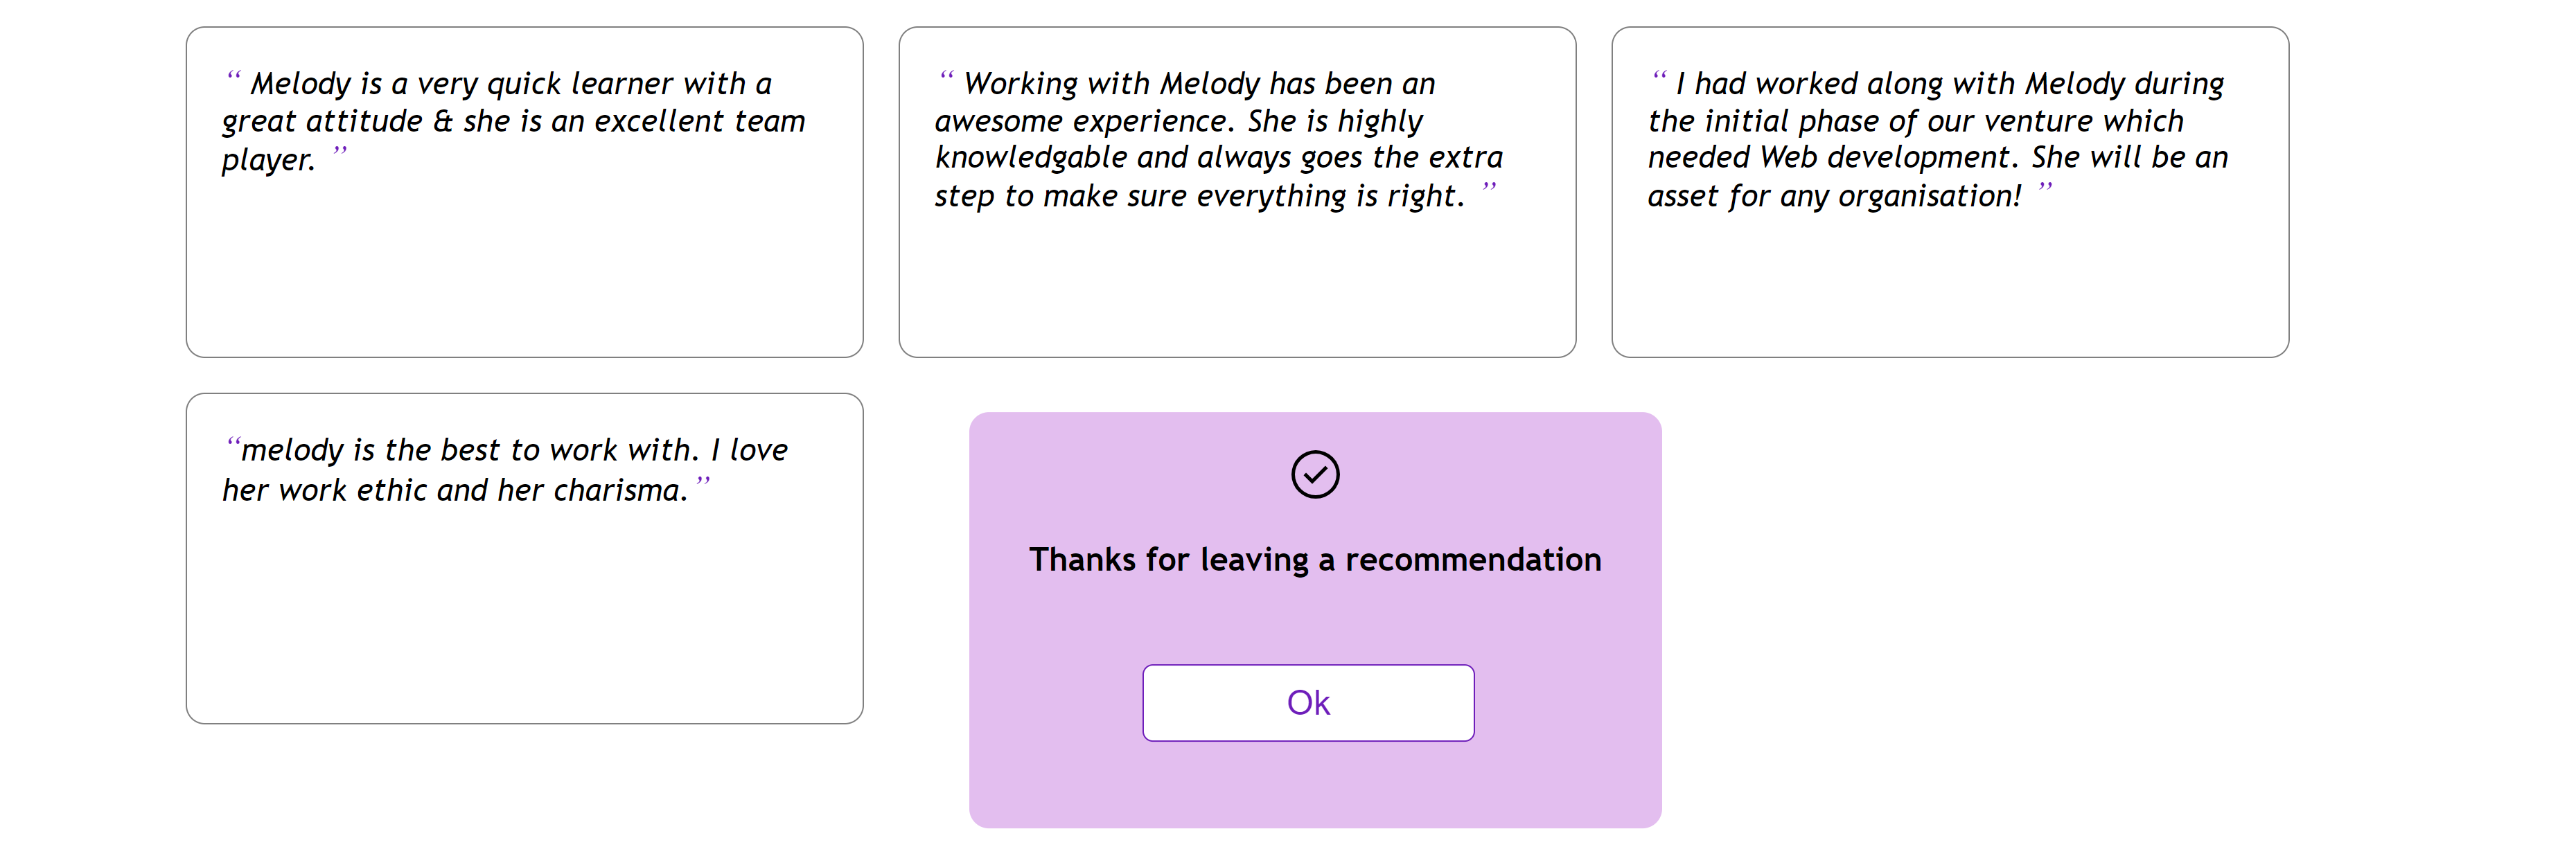 “ Melody is a very quick learner with a
great attitude & she is an excellent team
player. ”
“ Working with Melody has been an
awesome experience. She is highly
knowledgable and always goes the extra
step to make sure everything is right. ”
“ I had worked along with Melody during
the initial phase of our venture which
needed Web development. She will be an
asset for any organisation! ”
“melody is the best to work with. I love
her work ethic and her charisma.”
Thanks for leaving a recommendation
Ok